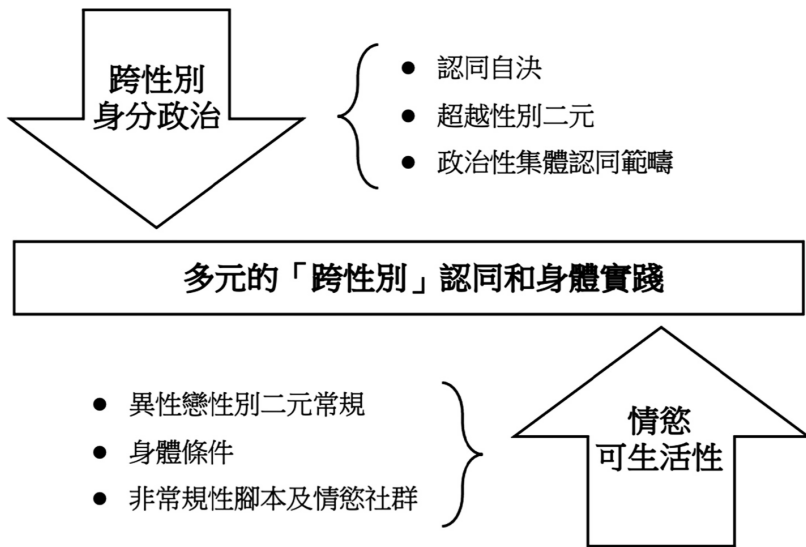 跨性別
身分政治
● 認同自決
● 超越性別二元
● 政治性集體認同範疇
多元的「跨性別」認同和身體實踐
● 異性戀性別二元常規
● 身體條件
● 非常規性腳本及情慾社群
情慾
可生活性